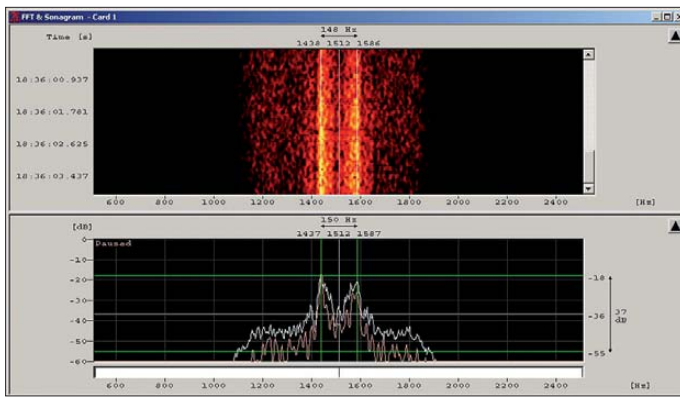 FFT & Sonagram - Card 1
148 Hz
Time [s]
1438 1512 1586
18:36:00.937
18:36:01.781
18:36:02.625
18:36:03.437
600 800 1000 1200 1400 1600 1800 2000 2200 2400 [Hz]
150 Hz
[dB] 1437 1512 1587
0
Paused
-10
-20 -18
-30
-40 -36 37 dB
-50
-60 -55
600 800 1000 1200 1400 1600 1800 2000 2200 2400 [Hz]